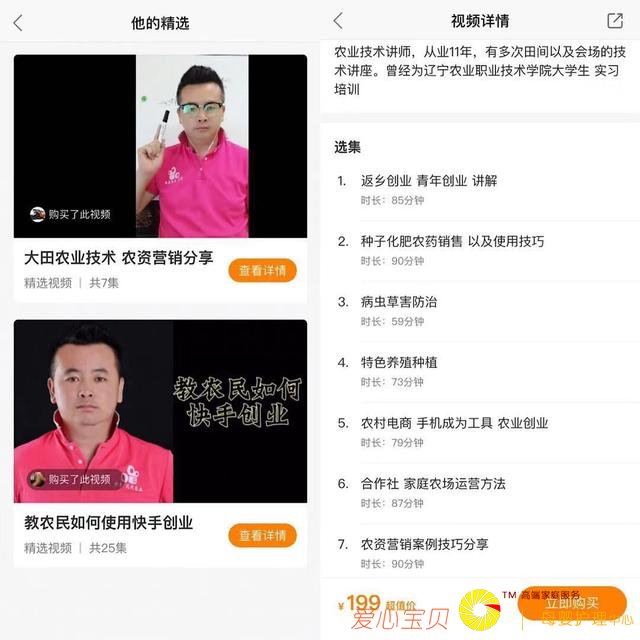 他的精选
购买了此视频
大田农业技术 农资营销分享
精选视频 | 共7集
查看详情
教农民如何
快手创业
购买了此视频
教农民如何使用快手创业
精选视频 | 共25集
查看详情
视频详情
农业技术讲师，从业11年，有多次田间以及会场的技
术讲座。曾经为辽宁农业职业技术学院大学生 实习
培训
选集
1. 返乡创业 青年创业 讲解
时长：85分钟
2. 种子化肥农药销售 以及使用技巧
时长：90分钟
3. 病虫草害防治
时长：59分钟
4. 特色养殖种植
时长：73分钟
5. 农村电商 手机成为工具 农业创业
时长：79分钟
6. 合作社 家庭农场运营方法
时长：87分钟
7. 农资营销案例技巧分享
时长：90分钟
¥199 超值价
立即购买
爱心宝贝
TM 高端家庭服务
母婴护理中心